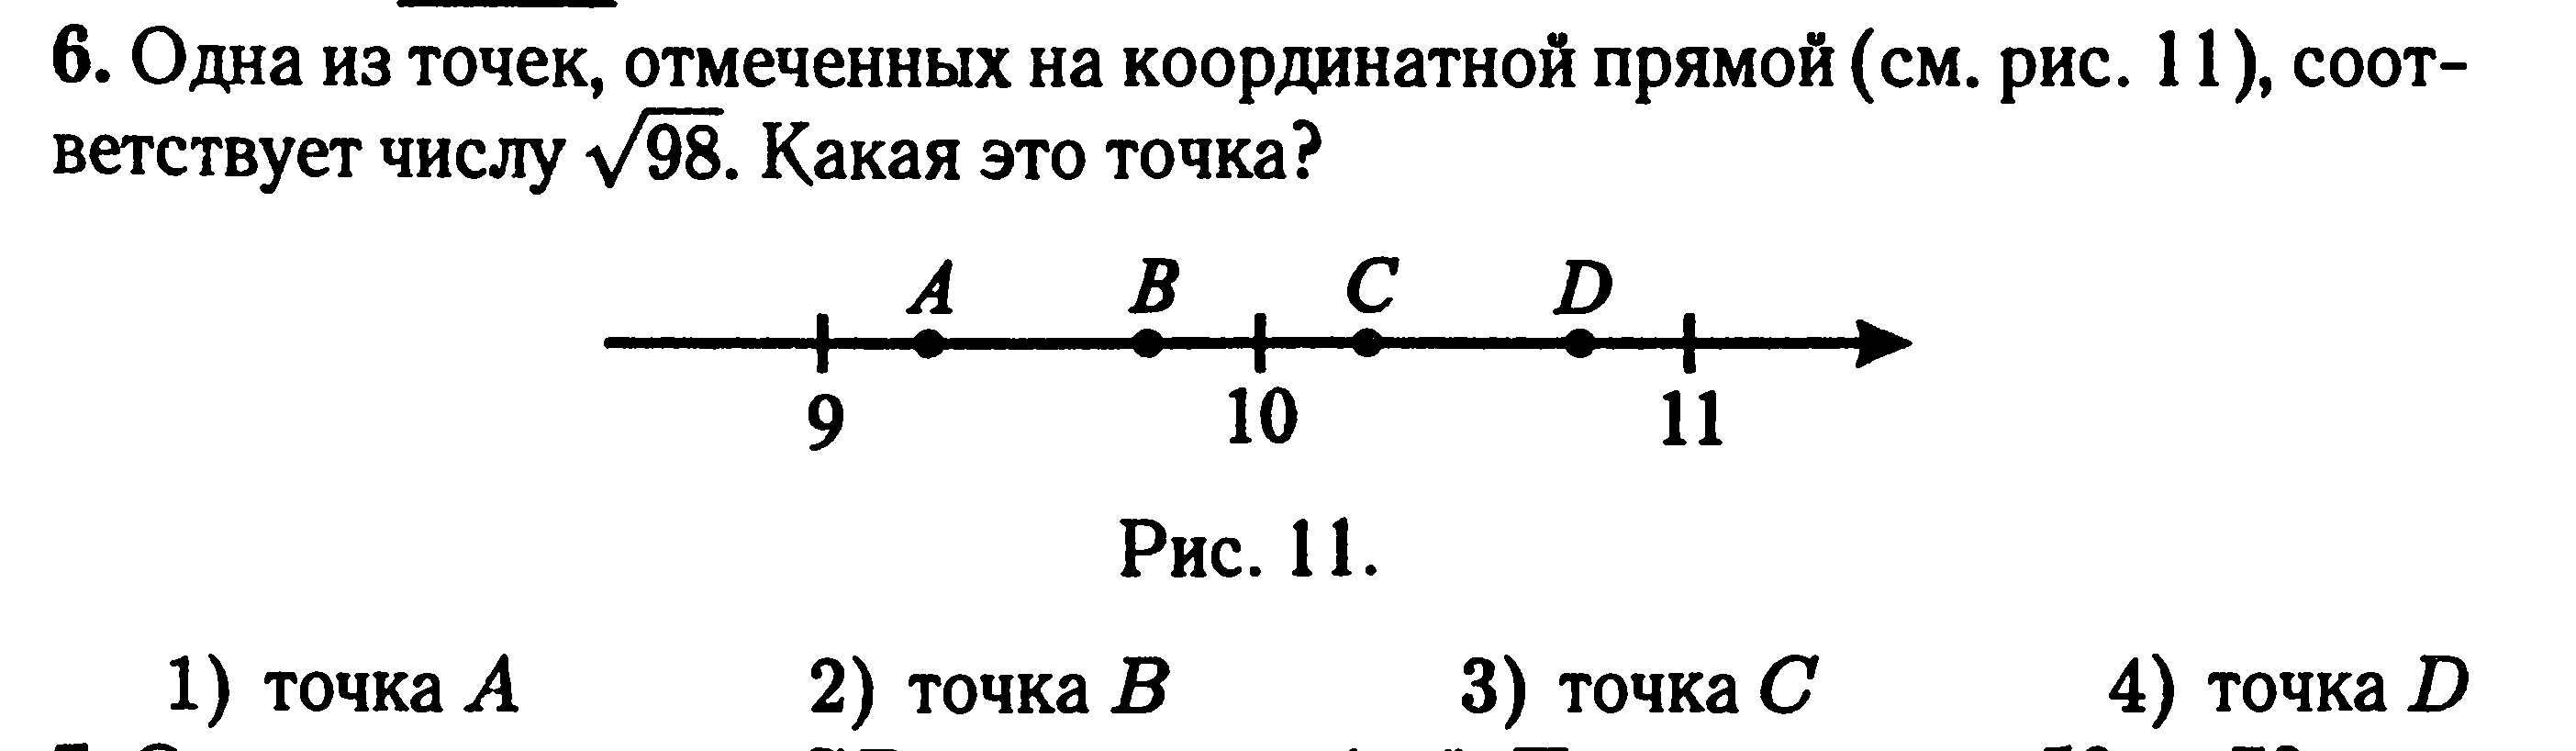 6. Одна из точек, отмеченных на координатной прямой (см. рис. 11), соот-
ветствует числу √98. Какая это точка?
A B C D
9 10 11
Рис. 11.
1) точка A 2) точка B 3) точка C 4) точка D